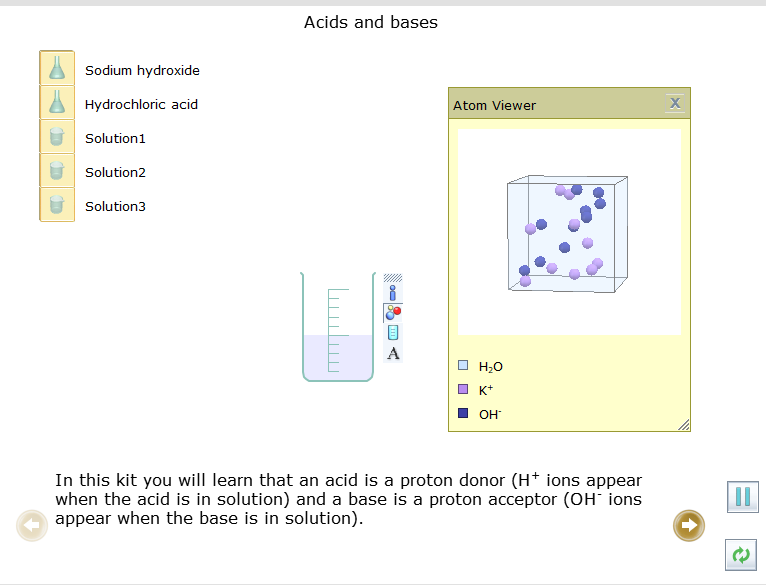 Acids and bases
Sodium hydroxide
Hydrochloric acid
Solution1
Solution2
Solution3
Atom Viewer X
A
H₂O
K⁺
OH⁻
In this kit you will learn that an acid is a proton donor (H⁺ ions appear
when the acid is in solution) and a base is a proton acceptor (OH⁻ ions
appear when the base is in solution).